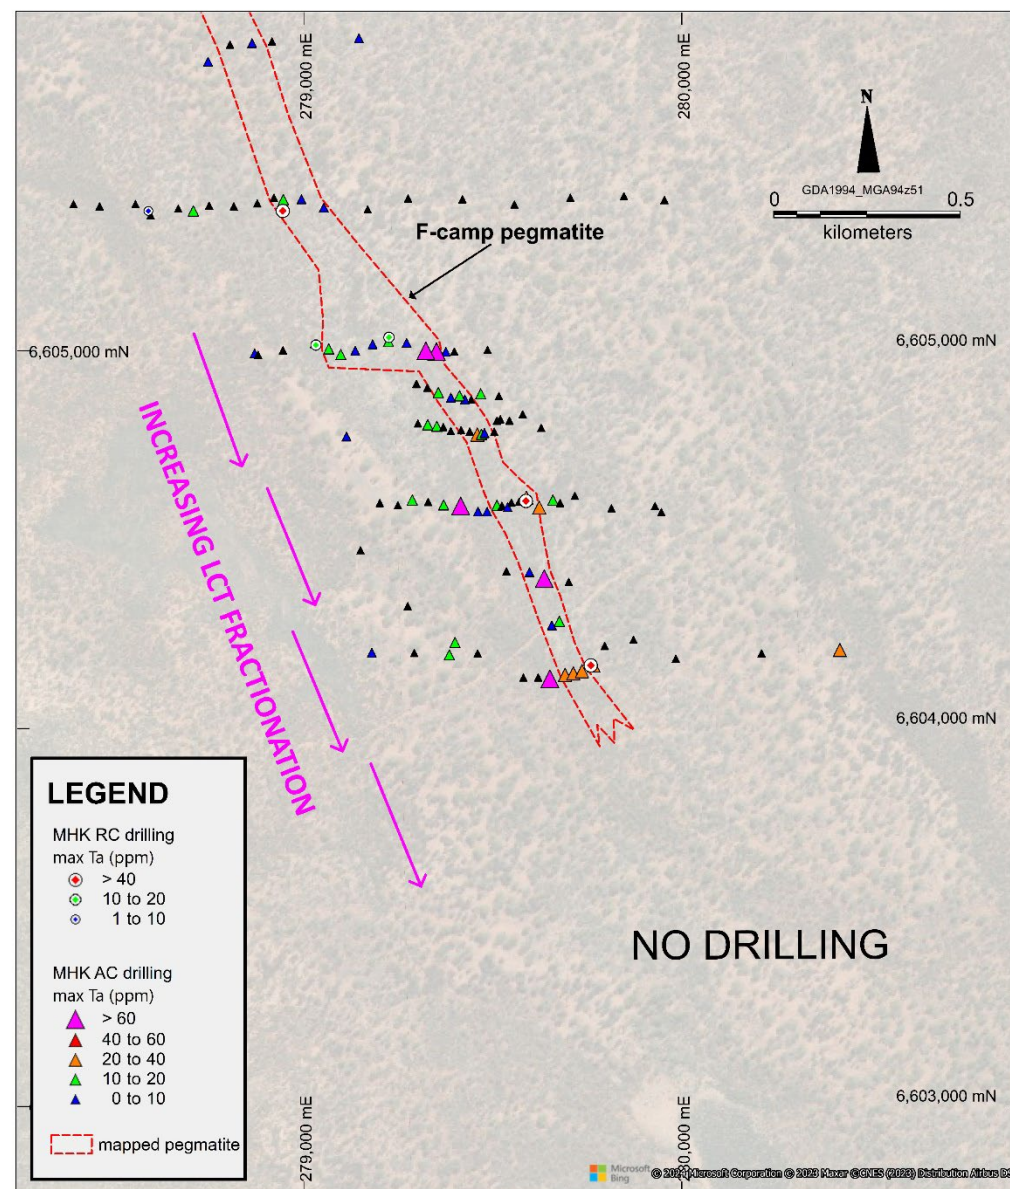 279,000 mE
280,000 mE
N
GDA1994_MGA94z51
0 0.5
kilometers
F-camp pegmatite
6,605,000 mN
6,605,000 mN
INCREASING LCT FRACTIONATION
6,604,000 mN
NO DRILLING
LEGEND
MHK RC drilling
max Ta (ppm)
> 40
10 to 20
1 to 10
MHK AC drilling
max Ta (ppm)
> 60
40 to 60
20 to 40
10 to 20
0 to 10
mapped pegmatite
6,603,000 mN
279,000 mE
Microsoft
Bing